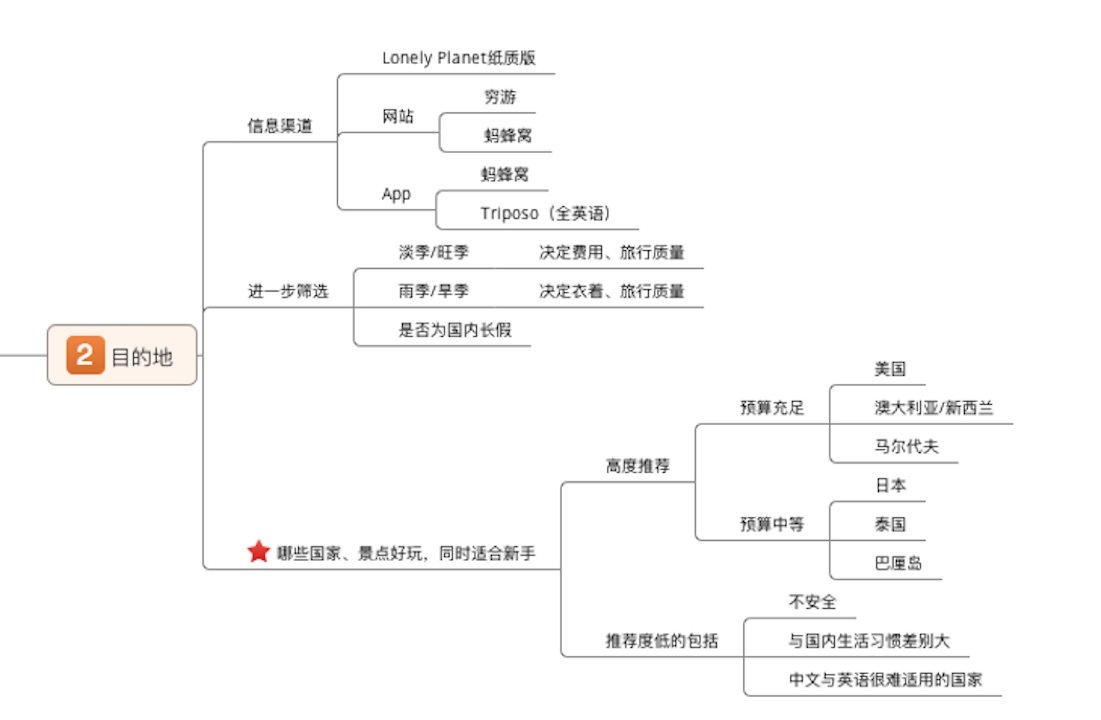 Lonely Planet纸质版
穷游
网站
信息渠道
蚂蜂窝
蚂蜂窝
App
Triposo（全英语）
淡季/旺季 决定费用、旅行质量
进一步筛选 雨季/旱季 决定衣着、旅行质量
是否为国内长假
2 目的地
美国
预算充足 澳大利亚/新西兰
马尔代夫
高度推荐
日本
预算中等 泰国
哪些国家、景点好玩，同时适合新手
巴厘岛
不安全
推荐度低的包括 与国内生活习惯差别大
中文与英语很难适用的国家